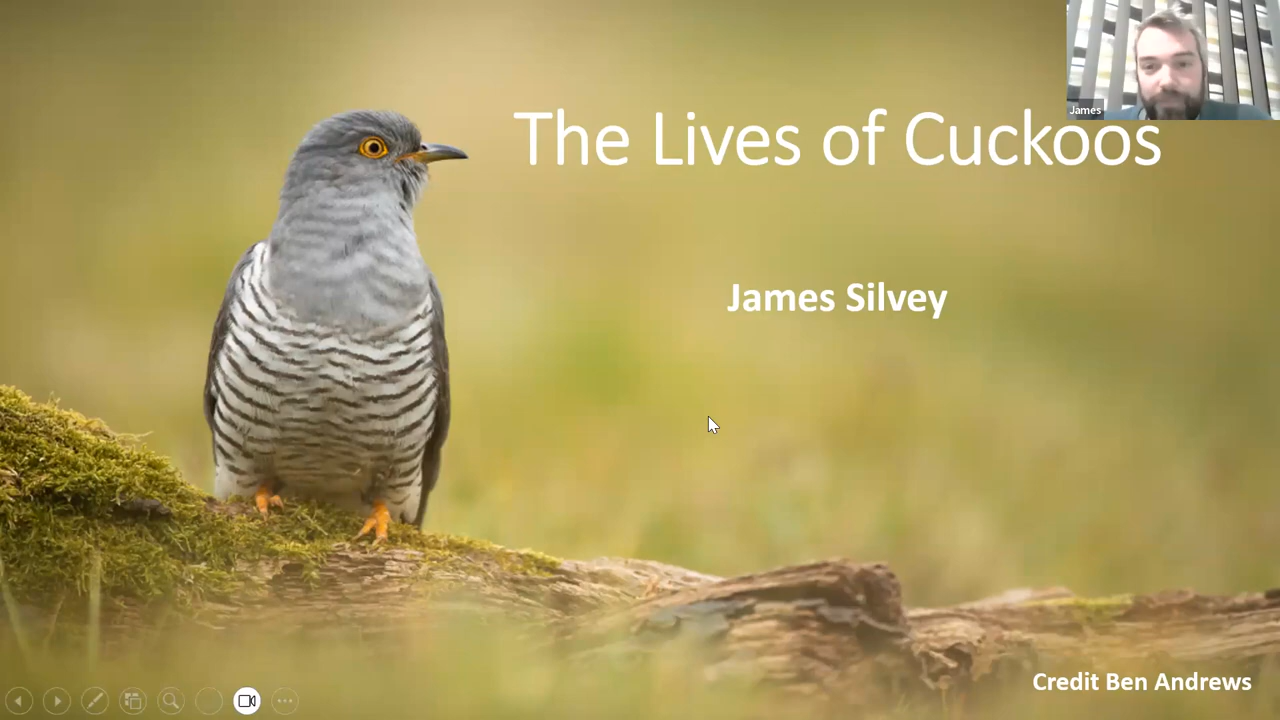 James
The Lives of Cuckoos
James Silvey
Credit Ben Andrews